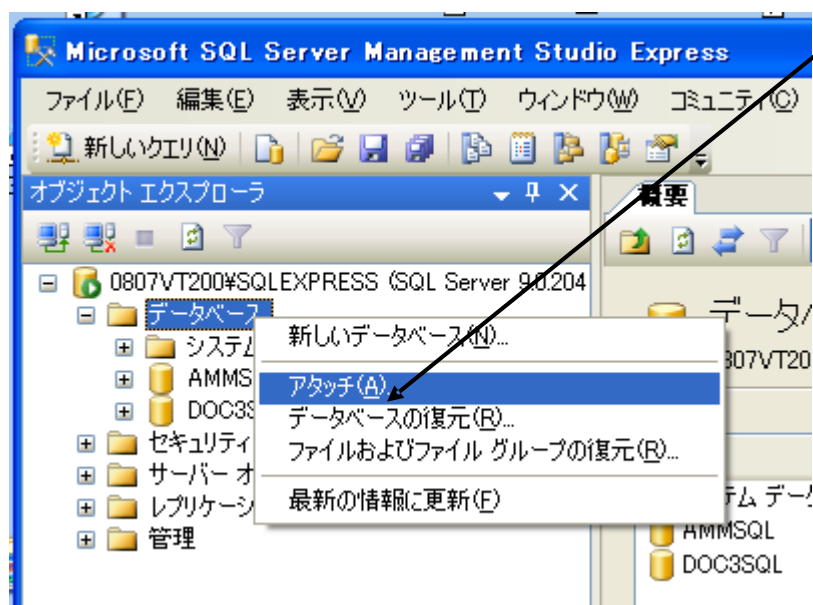 Microsoft SQL Server Management Studio Express
ファイル(F) 編集(E) 表示(V) ツール(T) ウィンドウ(W) コミュニティ(C)
新しいクエリ(N)
オブジェクト エクスプローラ
概要
0807VT200¥SQLEXPRESS (SQL Server 9.0.204
データベース
システム
AMMS
DOC3S
セキュリティ
サーバー オ
レプリケーシ
管理
新しいデータベース(N)...
アタッチ(A)...
データベースの復元(R)...
ファイルおよびファイル グループの復元(R)...
最新の情報に更新(F)
データベ
807VT20
テム デー
AMMSQL
DOC3SQL